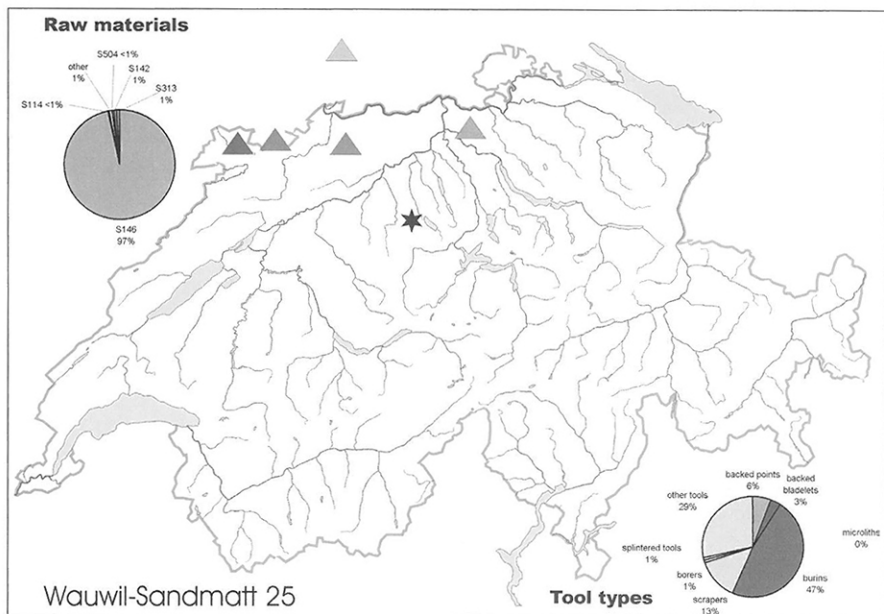 Raw materials
S504 <1%
other
1%
S142
1%
S313
1%
S114 <1%
S146
97%
backed points
6%
backed
bladelets
3%
other tools
29%
microliths
0%
splintered tools
1%
borers
1%
burins
47%
scrapers
13%
Wauwil-Sandmatt 25
Tool types